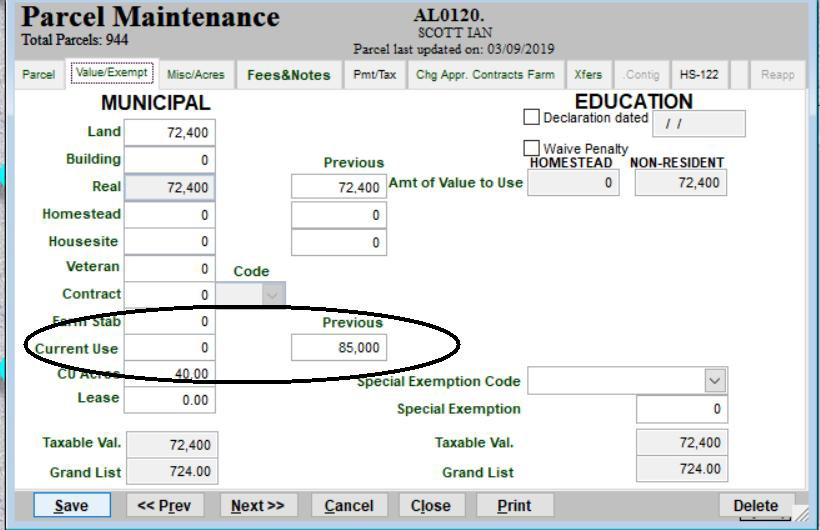 Parcel Maintenance
Total Parcels: 944
AL0120.
SCOTT IAN
Parcel last updated on: 03/09/2019
Parcel Value/Exempt Misc/Acres Fees&Notes Pmt/Tax Chg Appr. Contracts Farm Xfers .Contig HS-122 Reapp
MUNICIPAL
EDUCATION
Declaration dated / /
Waive Penalty
HOMESTEAD NON-RESIDENT
Amt of Value to Use 0 72,400
Land 72,400
Building 0 Previous
Real 72,400 72,400
Homestead 0 0
Housesite 0 0
Veteran 0 Code
Contract 0
Farm Stab 0 Previous
Current Use 0 85,000
CU Acres 40.00
Lease 0.00
Special Exemption Code
Special Exemption 0
Taxable Val. 72,400 Taxable Val. 72,400
Grand List 724.00 Grand List 724.00
Save << Prev Next >> Cancel Close Print Delete